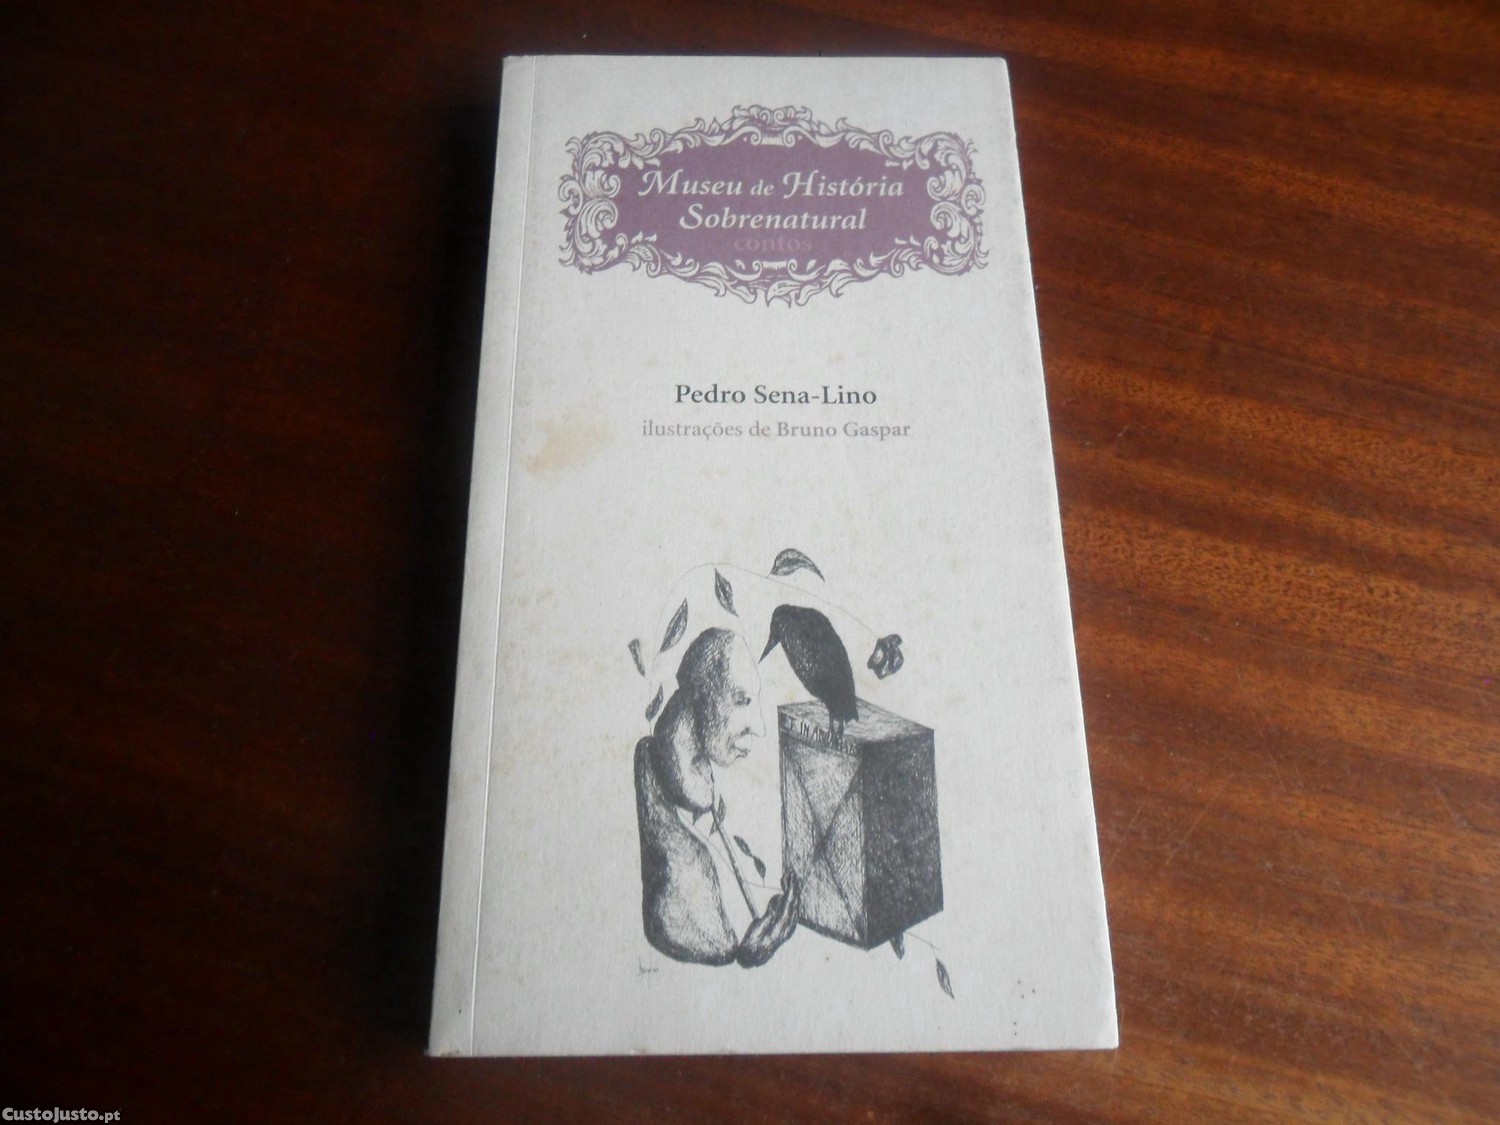 Museu de História
Sobrenatural
contos
Pedro Sena-Lino
ilustrações de Bruno Gaspar
CustoJusto.pt